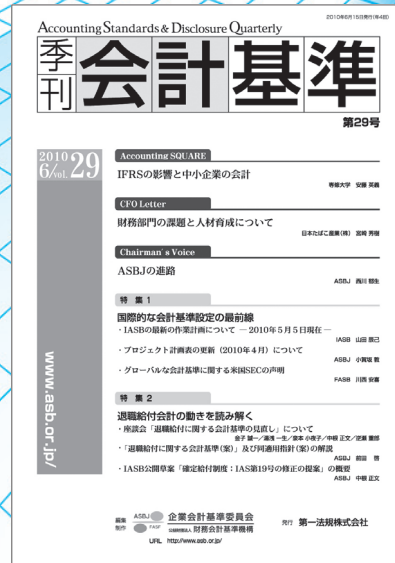 2010年6月15日発行(年4回)
Accounting Standards & Disclosure Quarterly
季刊 会計基準
第29号
2010
6/vol.29
Accounting SQUARE
IFRSの影響と中小企業の会計
専修大学 安藤 英義
CFO Letter
財務部門の課題と人材育成について
日本たばこ産業(株) 宮崎 秀樹
Chairman's Voice
ASBJの進路
ASBJ 西川 郁生
特 集 1
国際的な会計基準設定の最前線
・IASBの最新の作業計画について ―2010年5月5日現在―
IASB 山田 辰己
・プロジェクト計画表の更新(2010年4月)について
ASBJ 小賀坂 敦
・グローバルな会計基準に関する米国SECの声明
FASB 川西 安喜
特 集 2
退職給付会計の動きを読み解く
・座談会「退職給付に関する会計基準の見直し」について
金子 誠一/湯浅 一生/泉本 小夜子/中根 正文/逆瀬 重郎
・「退職給付に関する会計基準(案)」及び同適用指針(案)の解説
ASBJ 前田 啓
・IASB公開草案「確定給付制度:IAS第19号の修正の提案」の概要
ASBJ 中根 正文
www.asb.or.jp/
編集
制作
ASBJ 企業会計基準委員会
FASF 公益財団法人 財務会計基準機構
発行 第一法規株式会社
URL http://www.asb.or.jp/